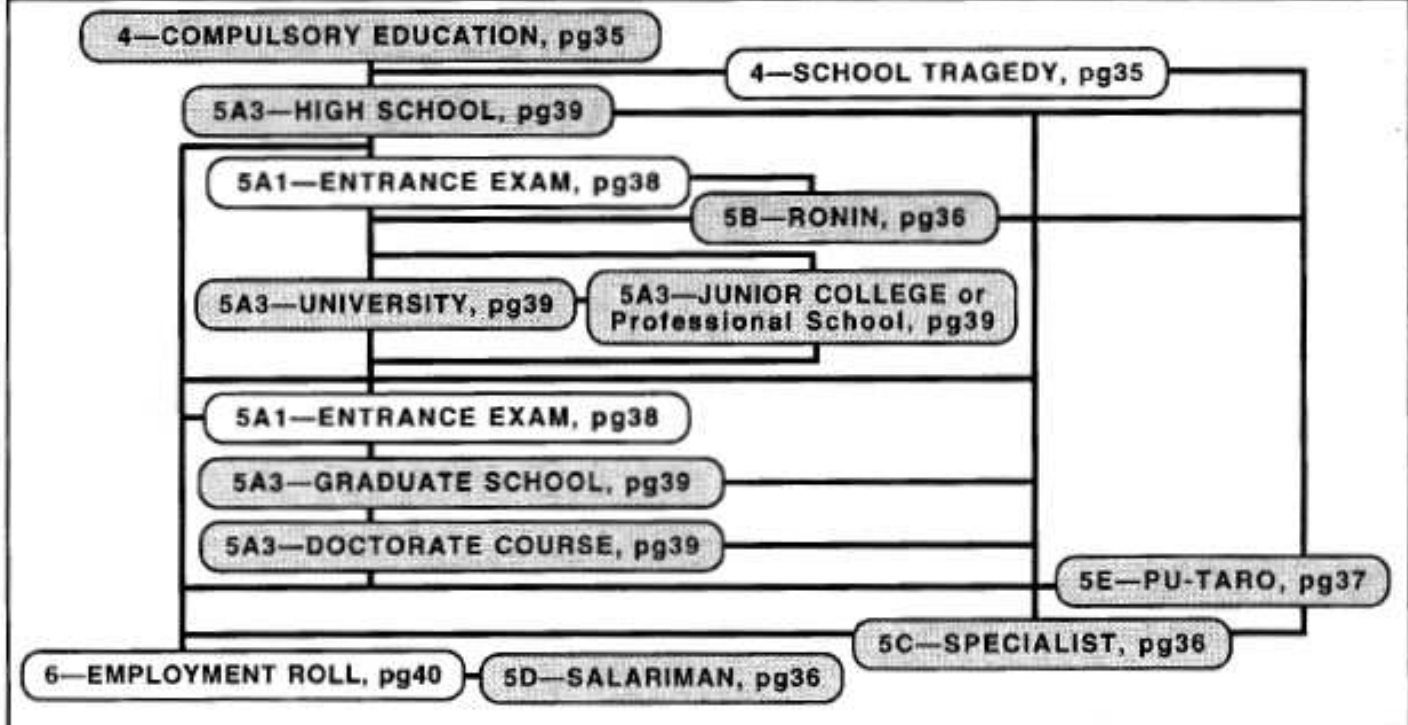 4—COMPULSORY EDUCATION, pg35
4—SCHOOL TRAGEDY, pg35
5A3—HIGH SCHOOL, pg39
5A1—ENTRANCE EXAM, pg38
5B—RONIN, pg36
5A3—UNIVERSITY, pg39
5A3—JUNIOR COLLEGE or
Professional School, pg39
5A1—ENTRANCE EXAM, pg38
5A3—GRADUATE SCHOOL, pg39
5A3—DOCTORATE COURSE, pg39
5E—PU-TARO, pg37
5C—SPECIALIST, pg36
6—EMPLOYMENT ROLL, pg40
5D—SALARIMAN, pg36